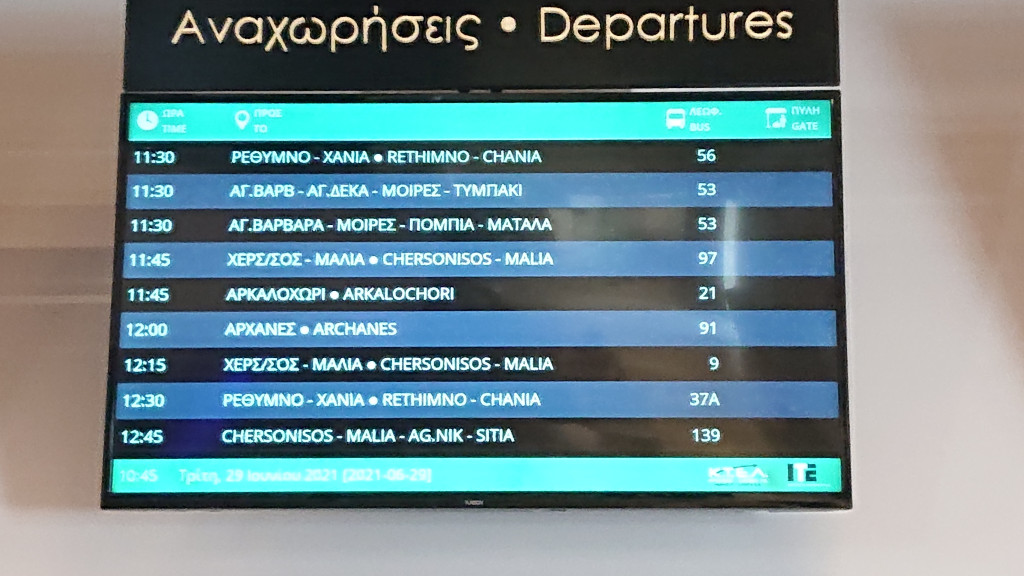 Αναχωρήσεις • Departures
ΩΡΑ ΠΡΟΣ ΛΕΩΦ. ΠΥΛΗ
TIME TO BUS GATE
11:30 ΡΕΘΥΜΝΟ - ΧΑΝΙΑ ● RETHIMNO - CHANIA 56
11:30 ΑΓ.ΒΑΡΒ - ΑΓ.ΔΕΚΑ - ΜΟΙΡΕΣ - ΤΥΜΠΑΚΙ 53
11:30 ΑΓ.ΒΑΡΒΑΡΑ - ΜΟΙΡΕΣ - ΠΟΜΠΙΑ - ΜΑΤΑΛΑ 53
11:45 ΧΕΡΣ/ΣΟΣ - ΜΑΛΙΑ ● CHERSONISOS - MALIA 97
11:45 ΑΡΚΑΛΟΧΩΡΙ ● ARKALOCHORI 21
12:00 ΑΡΧΑΝΕΣ ● ARCHANES 91
12:15 ΧΕΡΣ/ΣΟΣ - ΜΑΛΙΑ ● CHERSONISOS - MALIA 9
12:30 ΡΕΘΥΜΝΟ - ΧΑΝΙΑ ● RETHIMNO - CHANIA 37A
12:45 CHERSONISOS - MALIA - AG.NIK - SITIA 139
10:45 Τρίτη, 29 Ιουνίου 2021 [2021-06-29] ΚΤΕΛ ITE